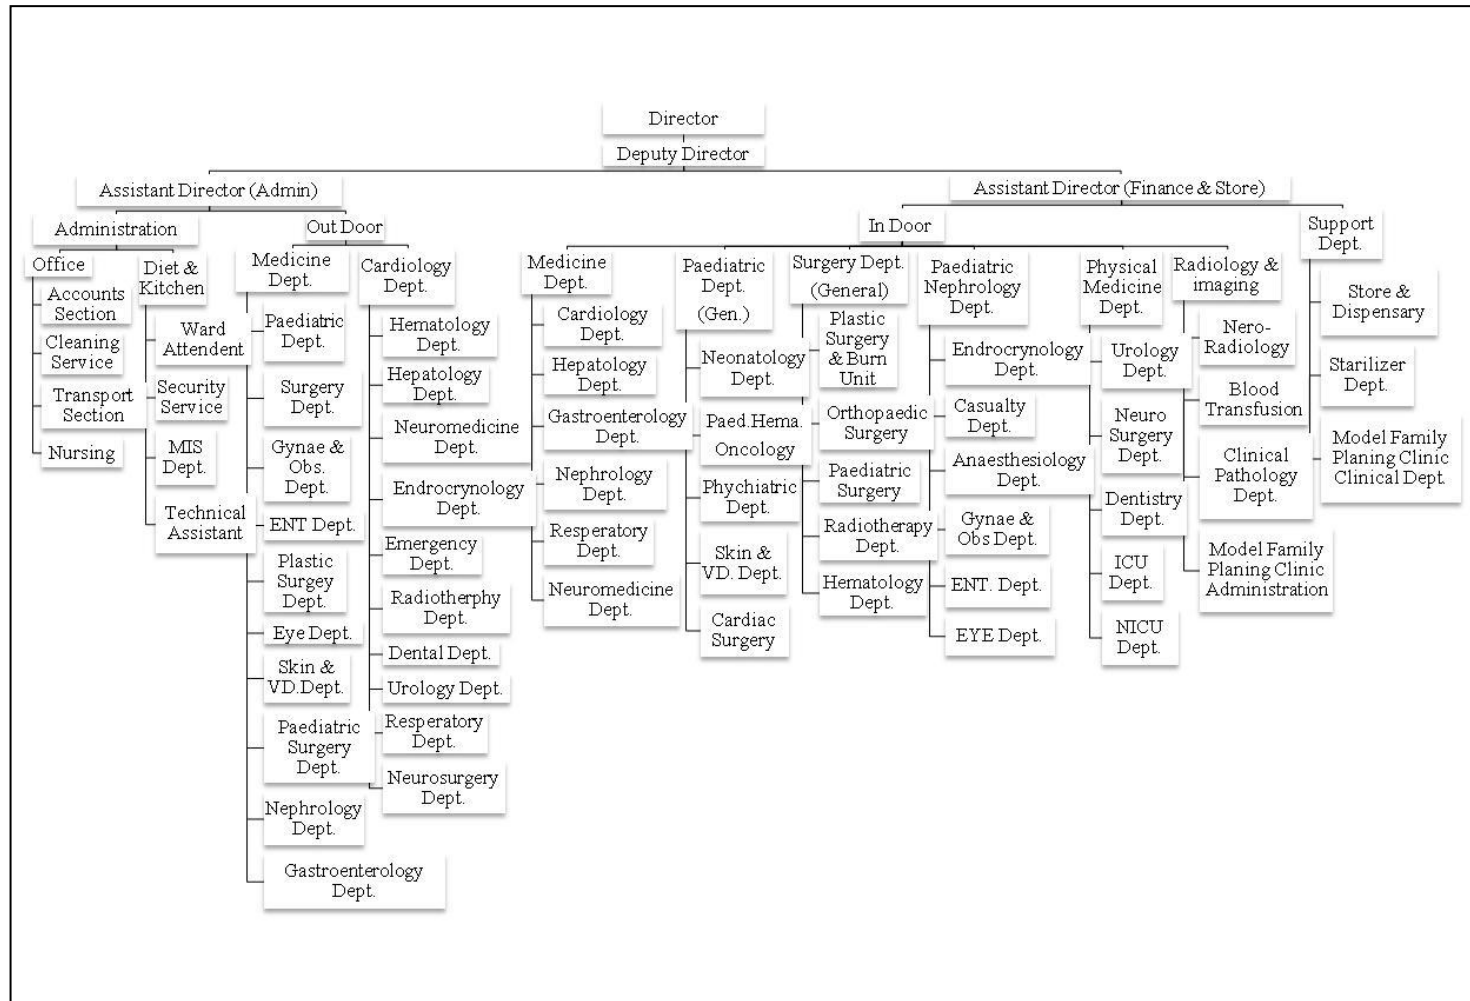 Director
Deputy Director
Assistant Director (Admin)
Assistant Director (Finance & Store)
Administration
Out Door
In Door
Support
Dept.
Office
Accounts
Section
Cleaning
Service
Transport
Section
Nursing
Diet &
Kitchen
Ward
Attendent
Security
Service
MIS
Dept.
Technical
Assistant
Medicine
Dept.
Paediatric
Dept.
Surgery
Dept.
Gynae &
Obs.
Dept.
ENT Dept.
Plastic
Surgey
Dept.
Eye Dept.
Skin &
VD.Dept.
Paediatric
Surgery
Dept.
Nephrology
Dept.
Gastroenterology
Dept.
Cardiology
Dept.
Hematology
Dept.
Hepatology
Dept.
Neuromedicine
Dept.
Endocrynology
Dept.
Emergency
Dept.
Radiotherphy
Dept.
Dental Dept.
Urology Dept.
Resperatory
Dept.
Neurosurgery
Dept.
Medicine
Dept.
Cardiology
Dept.
Hepatology
Dept.
Gastroenterology
Dept.
Nephrology
Dept.
Resperatory
Dept.
Neuromedicine
Dept.
Paediatric
Dept.
(Gen.)
Neonatology
Dept.
Paed.Hema.
Oncology
Phychiatric
Dept.
Skin &
VD. Dept.
Cardiac
Surgery
Surgery Dept.
(General)
Plastic
Surgery
& Burn
Unit
Orthopaedic
Surgery
Paediatric
Surgery
Radiotherapy
Dept.
Hematology
Dept.
Paediatric
Nephrology
Dept.
Endocrynology
Dept.
Casualty
Dept.
Anaesthesiology
Dept.
Gynae &
Obs Dept.
ENT. Dept.
EYE Dept.
Physical
Medicine
Dept.
Urology
Dept.
Neuro
Surgery
Dept.
Dentistry
Dept.
ICU
Dept.
NICU
Dept.
Radiology &
imaging
Nero-
Radiology
Blood
Transfusion
Clinical
Pathology
Dept.
Model Family
Planing Clinic
Administration
Store &
Dispensary
Starilizer
Dept.
Model Family
Planing Clinic
Clinical Dept.